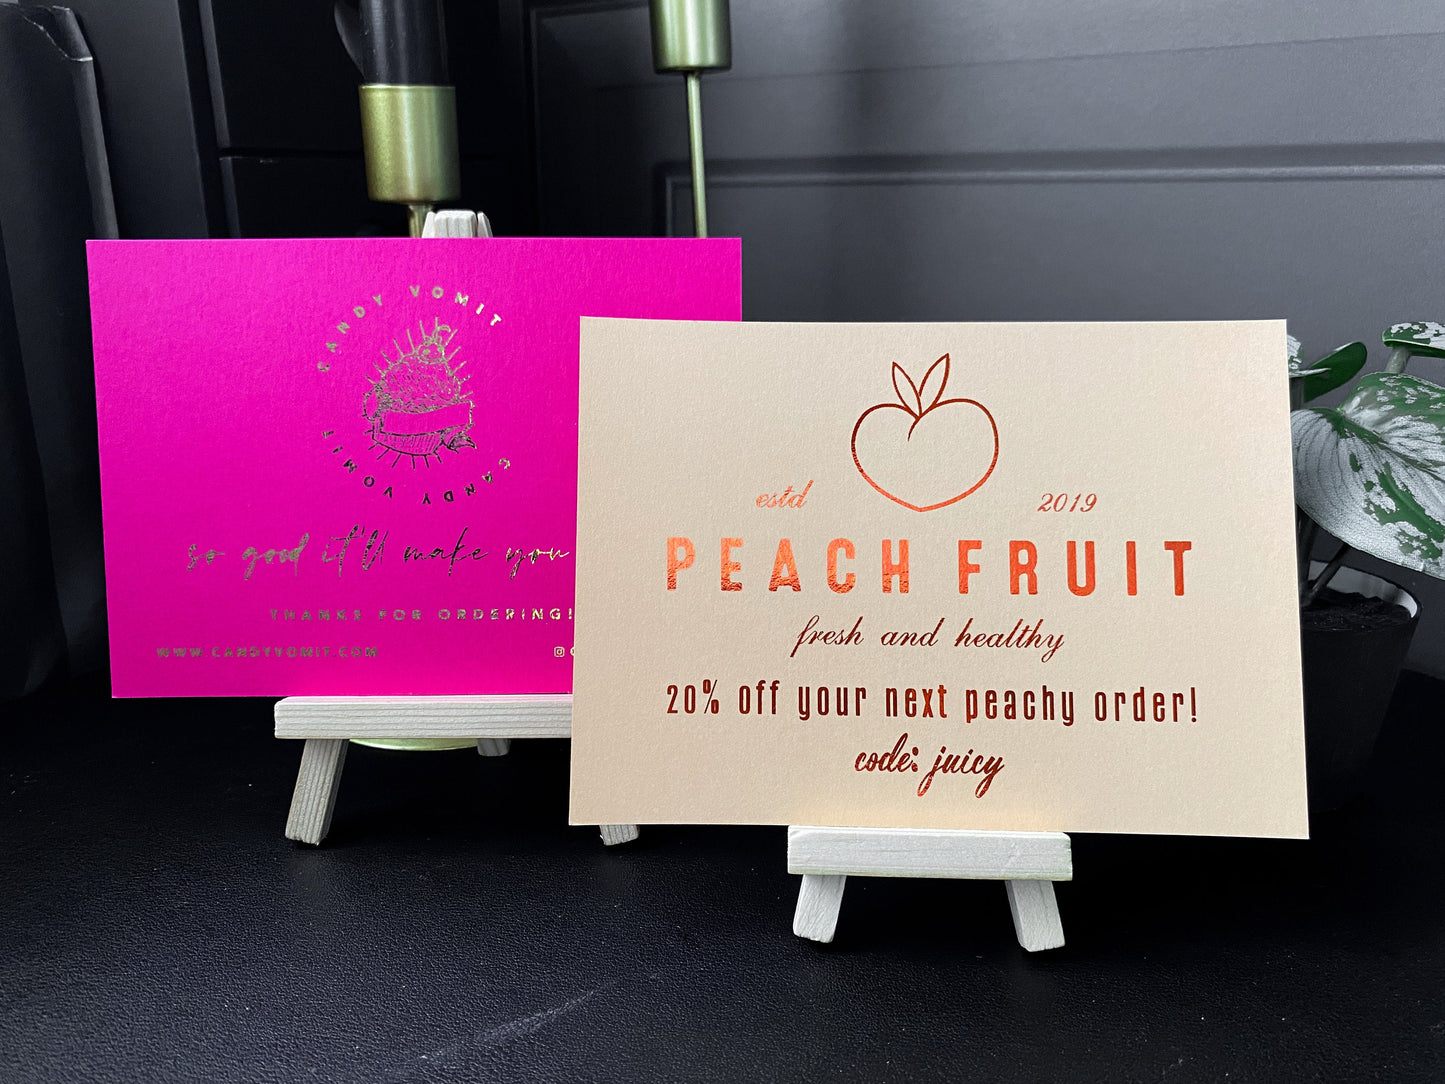 CANDY VOMIT
CANDY VOMIT
so good it'll make you
THANKS FOR ORDERING!
WWW.CANDYVOMIT.COM
estd 2019
PEACH FRUIT
fresh and healthy
20% off your next peachy order!
code: juicy